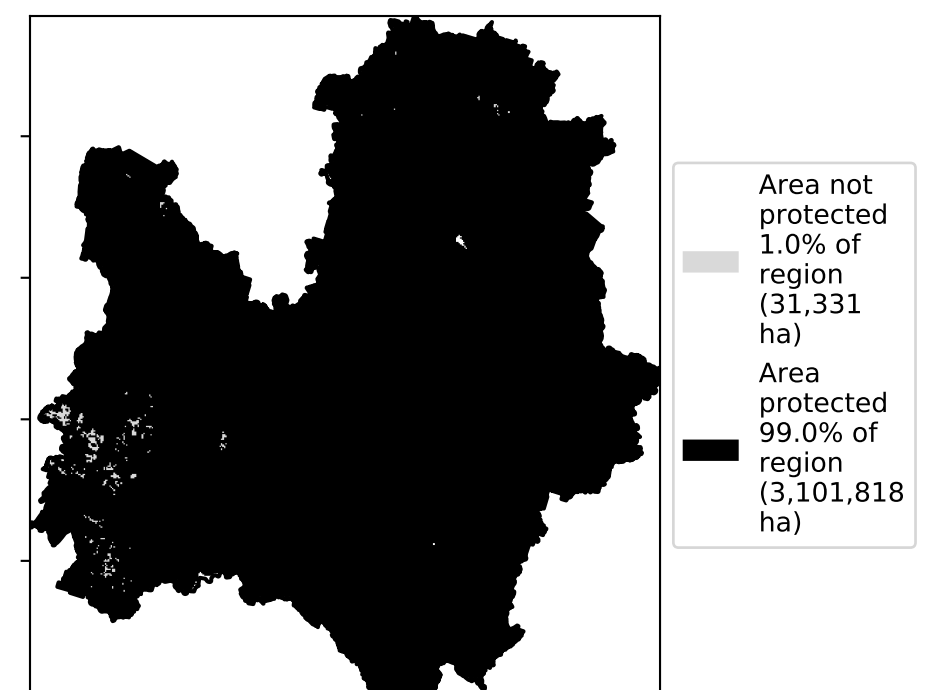 Area not
protected
1.0% of
region
(31,331
ha)
Area
protected
99.0% of
region
(3,101,818
ha)